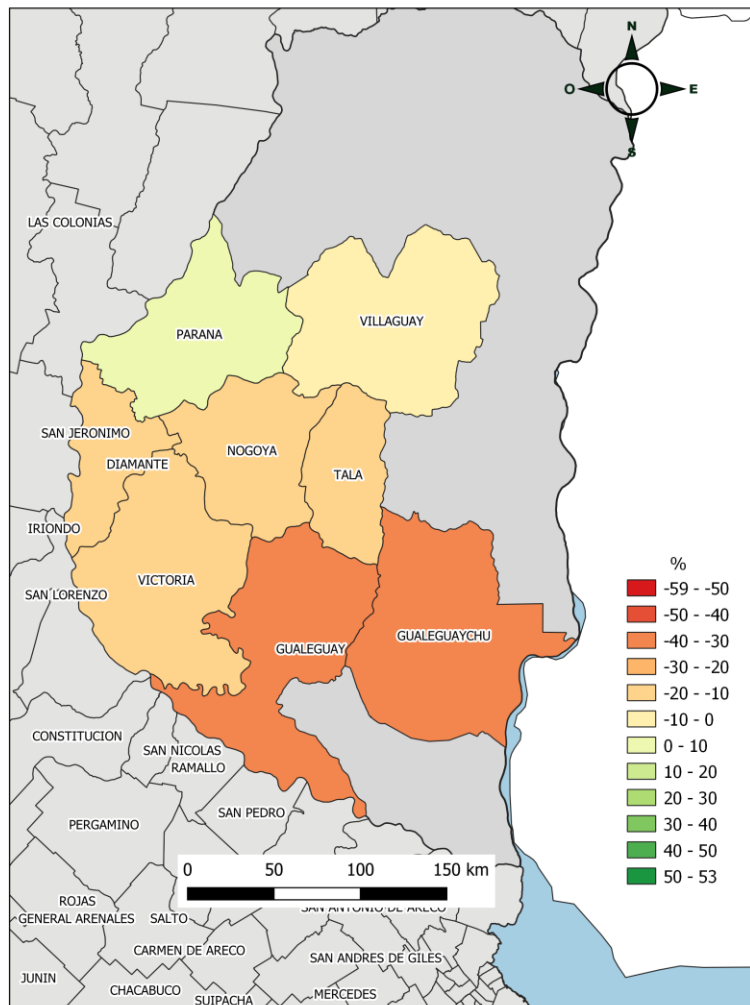 N
O
E
S
LAS COLONIAS
PARANA
VILLAGUAY
SAN JERONIMO
NOGOYA
DIAMANTE
TALA
IRIONDO
VICTORIA
SAN LORENZO
GUALEGUAYCHU
GUALEGUAY
CONSTITUCION
SAN NICOLAS
RAMALLO
SAN PEDRO
PERGAMINO
%
-59 - -50
-50 - -40
-40 - -30
-30 - -20
-20 - -10
-10 - 0
0 - 10
10 - 20
20 - 30
30 - 40
40 - 50
50 - 53
0 50 100 150 km
ROJAS
SAN ANTONIO DE ARECO
GENERAL ARENALES
SALTO
CARMEN DE ARECO
SAN ANDRES DE GILES
JUNIN
CHACABUCO
MERCEDES
SUIPACHA